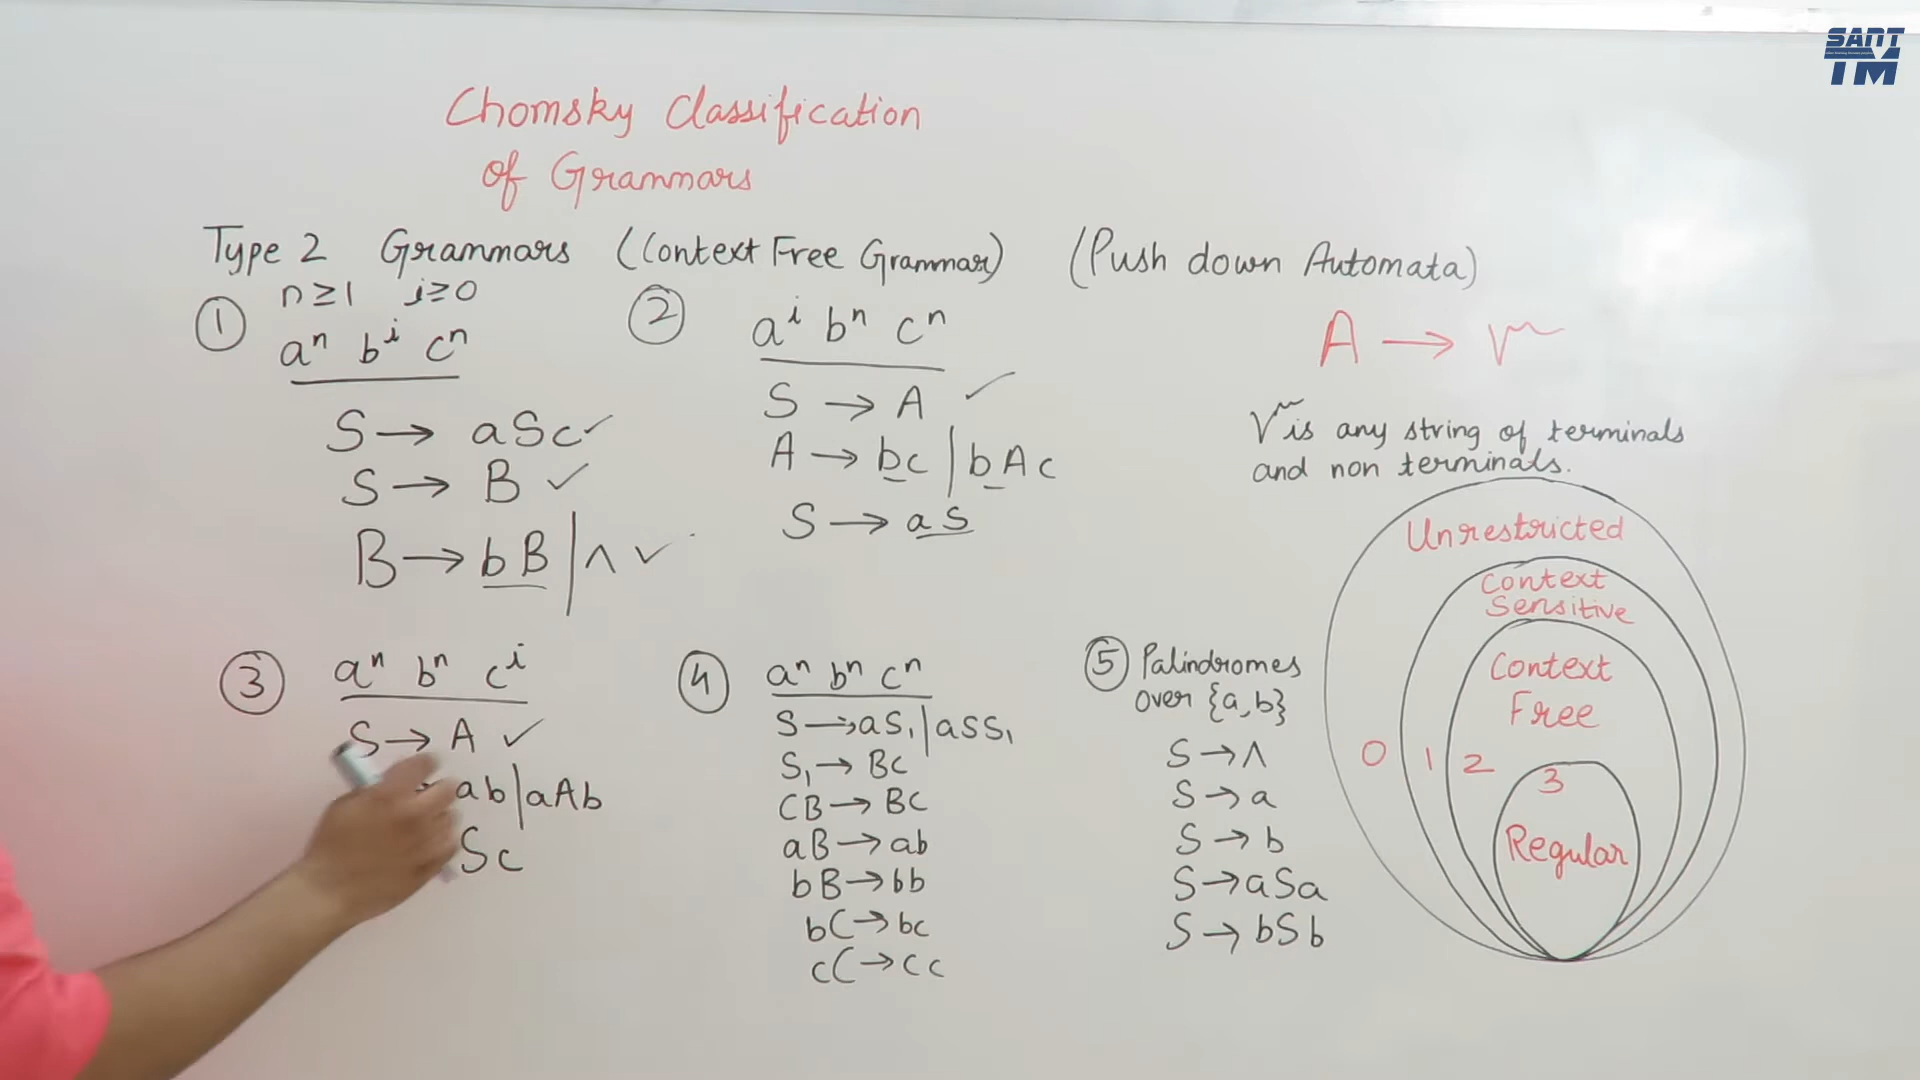 SANT
TM
Chomsky Classification
of Grammars
Type 2 Grammars (Context Free Grammar) (Push down Automata)
① n≥1 i≥0
aⁿ bⁱ cⁿ
S → aSc ✓
S → B ✓
B → bB | ∧ ✓
② aⁱ bⁿ cⁿ
S → A ✓
A → bc | bAc
S → aS
A → γ
γ is any string of terminals
and non terminals.
③ aⁿ bⁿ cⁱ
S → A ✓
ab | aAb
Sc
④ aⁿ bⁿ cⁿ
S → aS₁ | aSS₁
S₁ → BC
CB → BC
aB → ab
bB → bb
bC → bc
cC → cc
⑤ Palindromes
over {a, b}
S → ∧
S → a
S → b
S → aSa
S → bSb
Unrestricted
Context
Sensitive
Context
Free
0 1 2 3
Regular